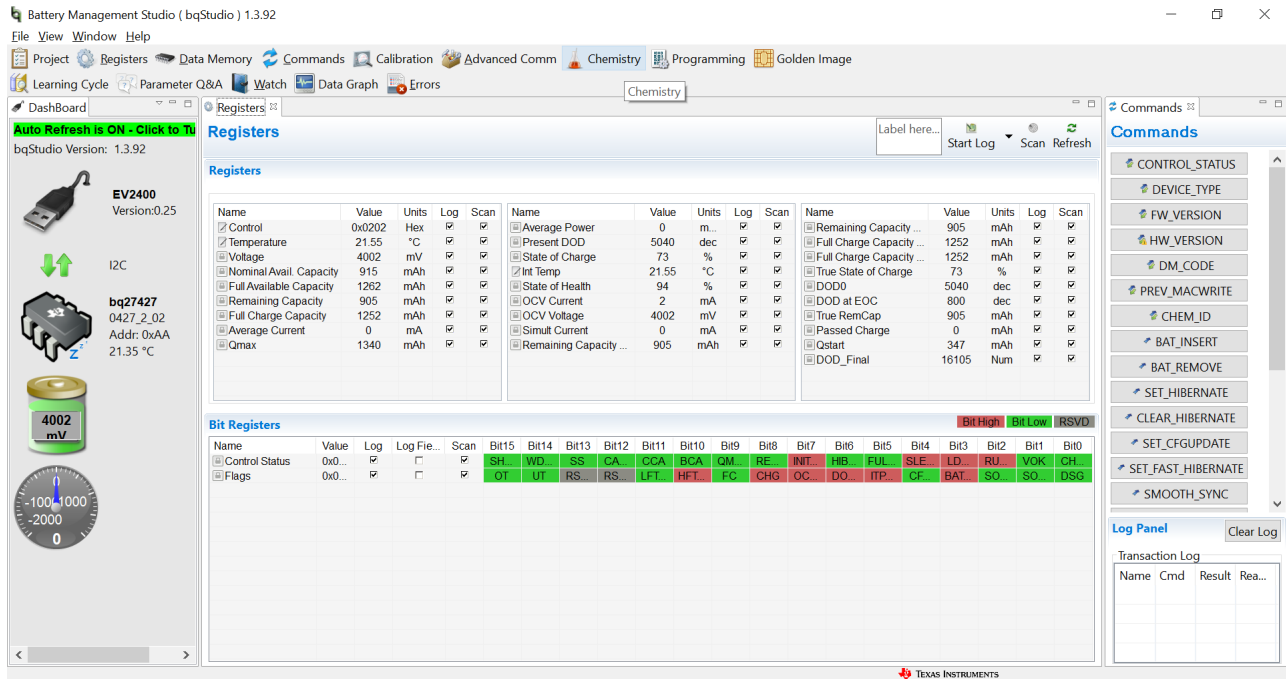 Battery Management Studio ( bqStudio ) 1.3.92
File View Window Help
Project Registers Data Memory Commands Calibration Advanced Comm Chemistry Programming Golden Image
Learning Cycle Parameter Q&A Watch Data Graph Errors
Chemistry
DashBoard
Auto Refresh is ON - Click to Tu
bqStudio Version: 1.3.92
EV2400
Version:0.25
I2C
bq27427
0427_2_02
Addr: 0xAA
21.35 °C
Z z
4002
mV
0
-100 1000
-2000
0
Registers
Registers
Label here...
Start Log Scan Refresh
Registers
Name Value Units Log Scan
Control 0x0202 Hex
Temperature 21.55 °C
Voltage 4002 mV
Nominal Avail. Capacity 915 mAh
Full Available Capacity 1262 mAh
Remaining Capacity 905 mAh
Full Charge Capacity 1252 mAh
Average Current 0 mA
Qmax 1340 mAh
Name Value Units Log Scan
Average Power 0 m...
Present DOD 5040 dec
State of Charge 73 %
Int Temp 21.55 °C
State of Health 94 %
OCV Current 2 mA
OCV Voltage 4002 mV
Simult Current 0 mA
Remaining Capacity ... 905 mAh
Name Value Units Log Scan
Remaining Capacity ... 905 mAh
Full Charge Capacity ... 1252 mAh
Full Charge Capacity ... 1252 mAh
True State of Charge 73 %
DOD0 5040 dec
DOD at EOC 800 dec
True RemCap 905 mAh
Passed Charge 0 mAh
Qstart 347 mAh
DOD_Final 16105 Num
Bit Registers
Bit High Bit Low RSVD
Name Value Log Log Fie... Scan Bit15 Bit14 Bit13 Bit12 Bit11 Bit10 Bit9 Bit8 Bit7 Bit6 Bit5 Bit4 Bit3 Bit2 Bit1 Bit0
Control Status 0x0... SH... WD... SS CA... CCA BCA QM... RE... INIT... HIB... FUL... SLE... LD... RU... VOK CH...
Flags 0x0... OT UT RS... RS... LFT... HFT... FC CHG OC... DO... ITP... CF... BAT... SO... SO... DSG
Commands
Commands
CONTROL_STATUS
DEVICE_TYPE
FW_VERSION
HW_VERSION
DM_CODE
PREV_MACWRITE
CHEM_ID
BAT_INSERT
BAT_REMOVE
SET_HIBERNATE
CLEAR_HIBERNATE
SET_CFGUPDATE
SET_FAST_HIBERNATE
SMOOTH_SYNC
Log Panel
Clear Log
Transaction Log
Name Cmd Result Rea...
TEXAS INSTRUMENTS